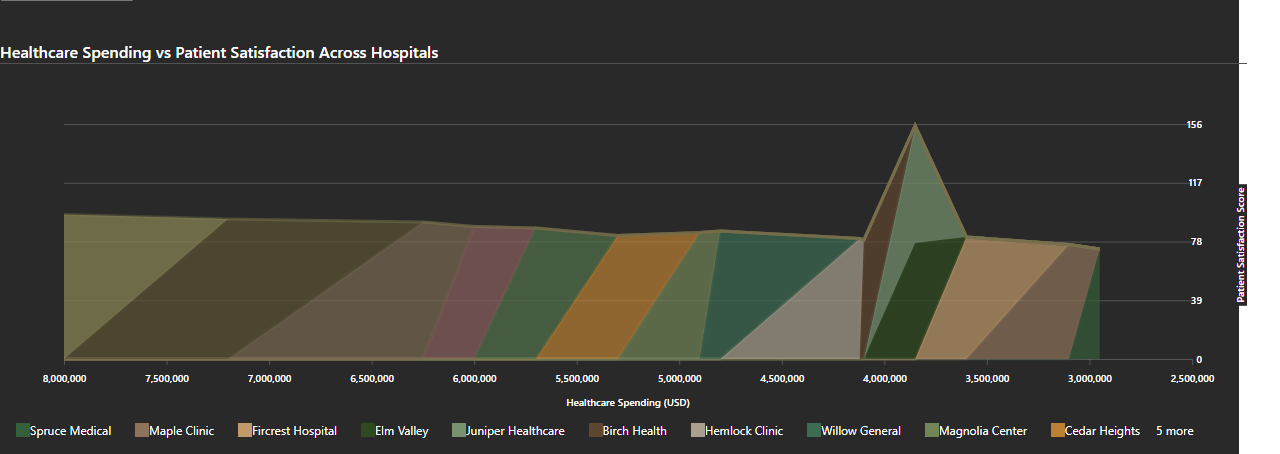 Healthcare Spending vs Patient Satisfaction Across Hospitals
156
117
78
39
0
Patient Satisfaction Score
8,000,000 7,500,000 7,000,000 6,500,000 6,000,000 5,500,000 5,000,000 4,500,000 4,000,000 3,500,000 3,000,000 2,500,000
Healthcare Spending (USD)
Spruce Medical Maple Clinic Fircrest Hospital Elm Valley Juniper Healthcare Birch Health Hemlock Clinic Willow General Magnolia Center Cedar Heights 5 more